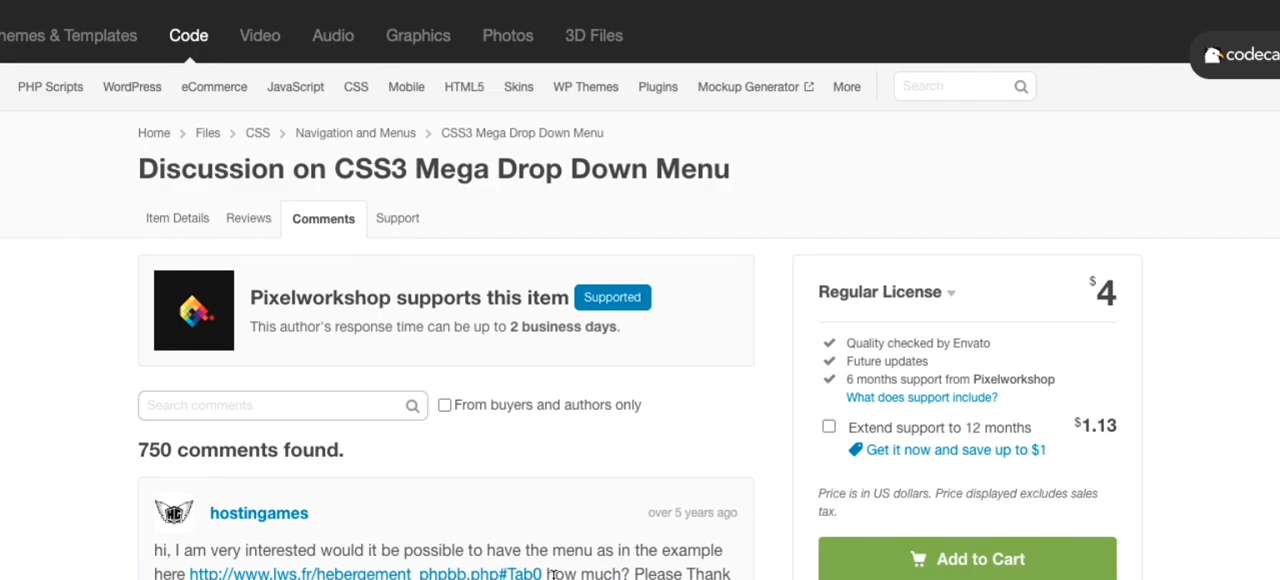 hemes & Templates Code Video Audio Graphics Photos 3D Files
codeca
PHP Scripts WordPress eCommerce JavaScript CSS Mobile HTML5 Skins WP Themes Plugins Mockup Generator More Search
Home > Files > CSS > Navigation and Menus > CSS3 Mega Drop Down Menu
Discussion on CSS3 Mega Drop Down Menu
Item Details Reviews Comments Support
Pixelworkshop supports this item Supported
This author's response time can be up to 2 business days.
Search comments From buyers and authors only
750 comments found.
hostingames over 5 years ago
hi, I am very interested would it be possible to have the menu as in the example
here http://www.lws.fr/hebergement_phpbb.php#Tab0 how much? Please Thank
Regular License $4
Quality checked by Envato
Future updates
6 months support from Pixelworkshop
What does support include?
Extend support to 12 months $1.13
Get it now and save up to $1
Price is in US dollars. Price displayed excludes sales
tax.
Add to Cart